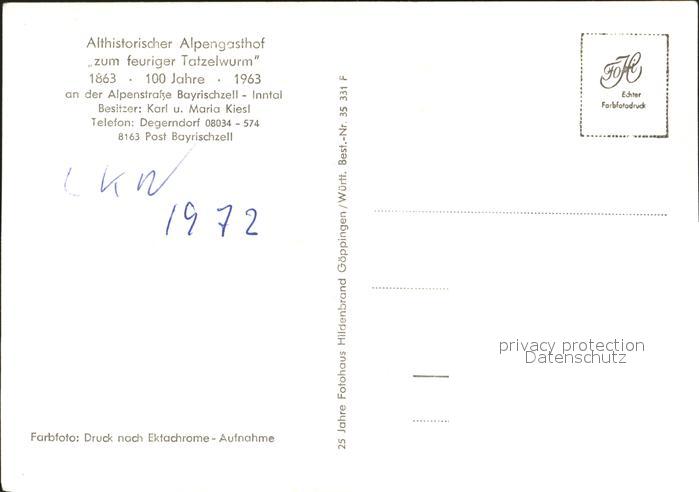 Althistorischer Alpengasthof
„zum feuriger Tatzelwurm"
1863 · 100 Jahre · 1963
an der Alpenstraße Bayrischzell - Inntal
Besitzer: Karl u. Maria Kiesl
Telefon: Degerndorf 08034 - 574
8163 Post Bayrischzell
LKW
1972
Farbfoto: Druck nach Ektachrome - Aufnahme
25 Jahre Fotohaus Hildenbrand Göppingen/Württ. Best.-Nr. 35 331 F
FoHi
Echter
Farbfotodruck
privacy protection
Datenschutz